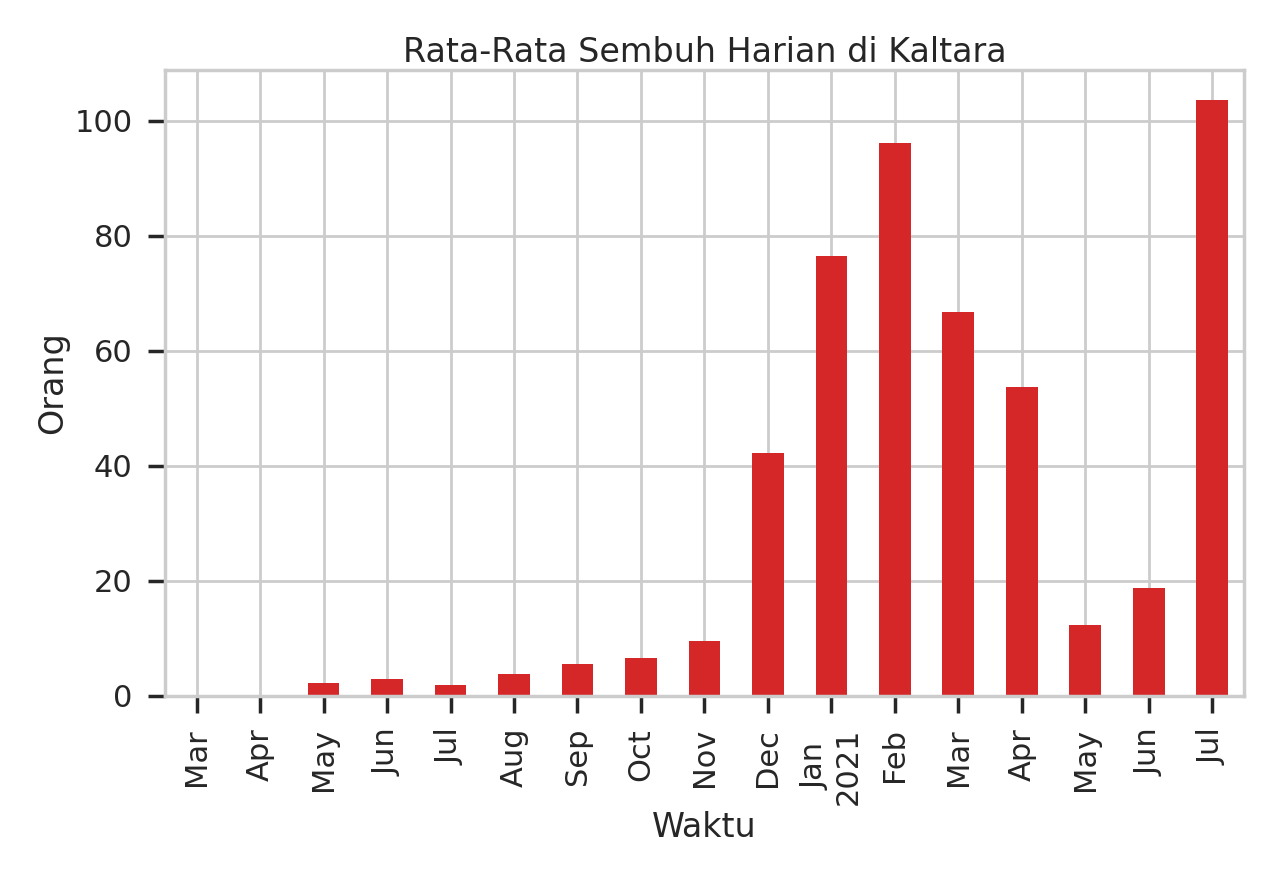 Rata-Rata Sembuh Harian di Kaltara
Orang
100
80
60
40
20
0
Mar
Apr
May
Jun
Jul
Aug
Sep
Oct
Nov
Dec
Jan
2021
Feb
Mar
Apr
May
Jun
Jul
Waktu